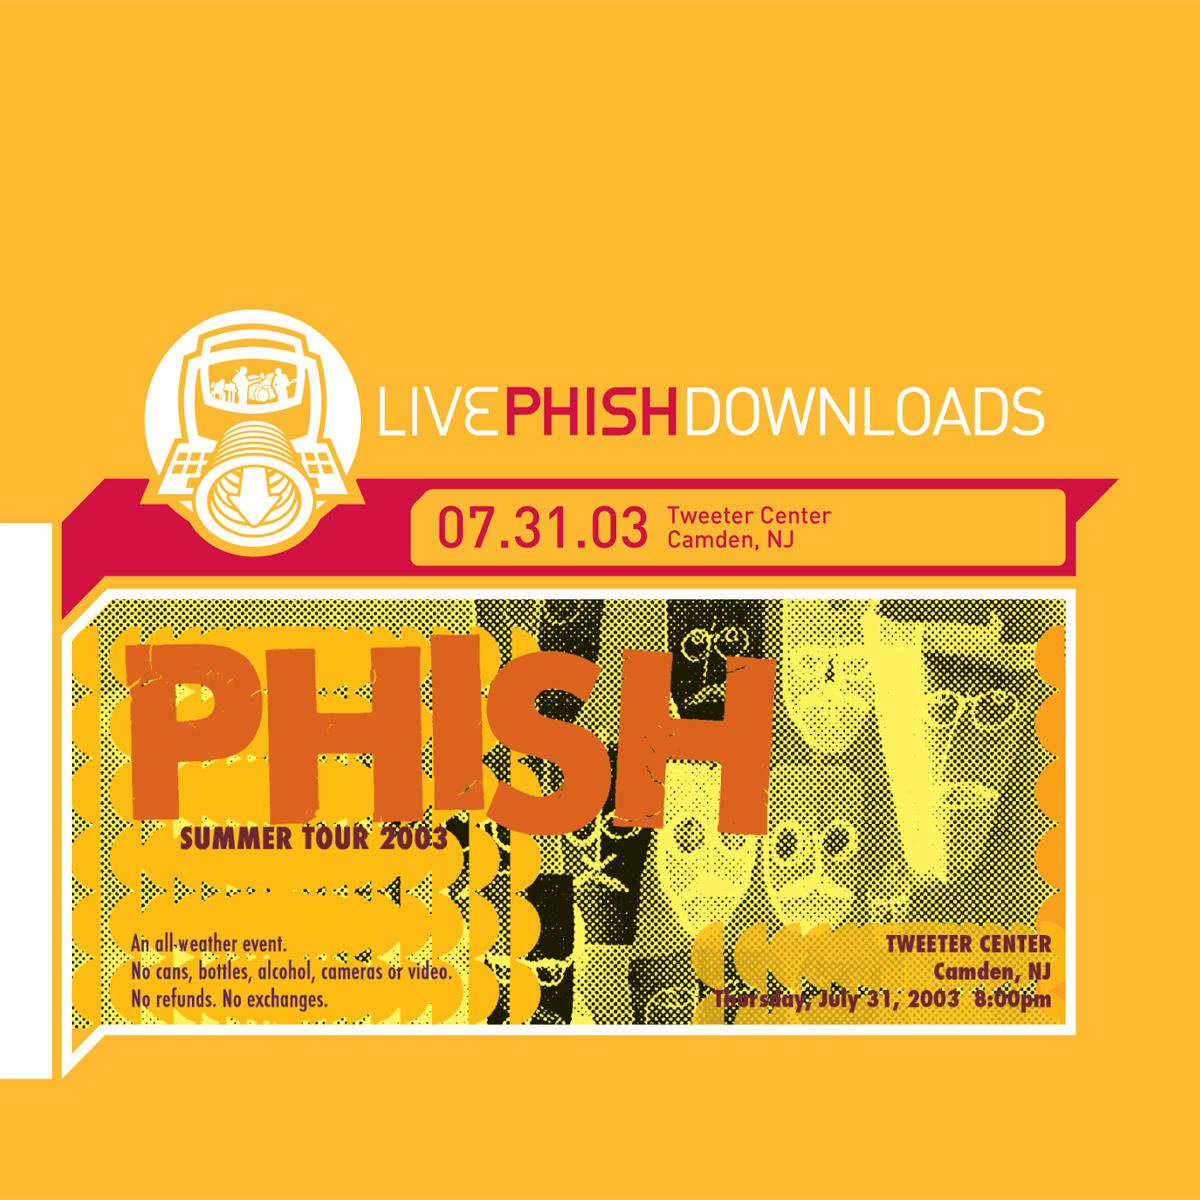 LIVEPHISHDOWNLOADS
07.31.03
Tweeter Center
Camden, NJ
PHISH
SUMMER TOUR 2003
An all-weather event.
No cans, bottles, alcohol, cameras or video.
No refunds. No exchanges.
TWEETER CENTER
Camden, NJ
Thursday, July 31, 2003 8:00pm